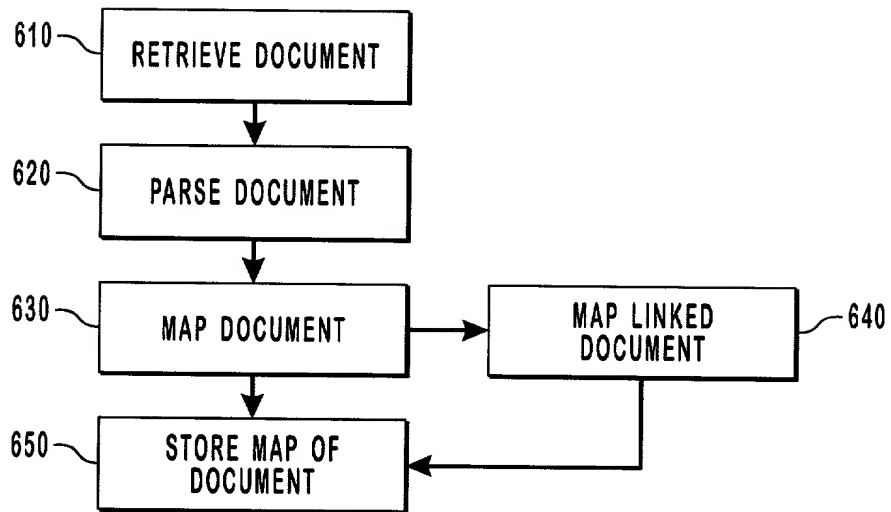 610
RETRIEVE DOCUMENT
620
PARSE DOCUMENT
630
MAP DOCUMENT
MAP LINKED
DOCUMENT
640
650
STORE MAP OF
DOCUMENT